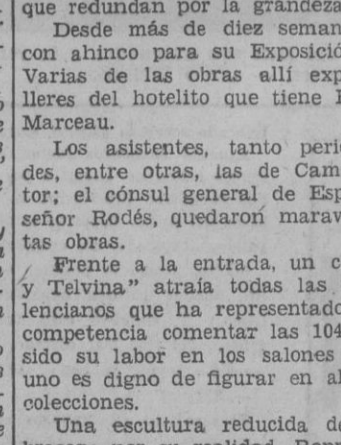 que redundan por la grandeza
Desde más de diez seman
con ahinco para su Exposició
Varias de las obras allí exp
lleres del hotelito que tiene
Marceau.
Los asistentes, tanto peri
des, entre otras, las de Cam
tor; el cónsul general de Esp
señor Rodés, quedaron marav
tas obras.
Frente a la entrada, un c
y Telvina" atraía todas las
lencianos que ha representado
competencia comentar las 104
sido su labor en los salones
uno es digno de figurar en al
colecciones.
Una escultura reducida de